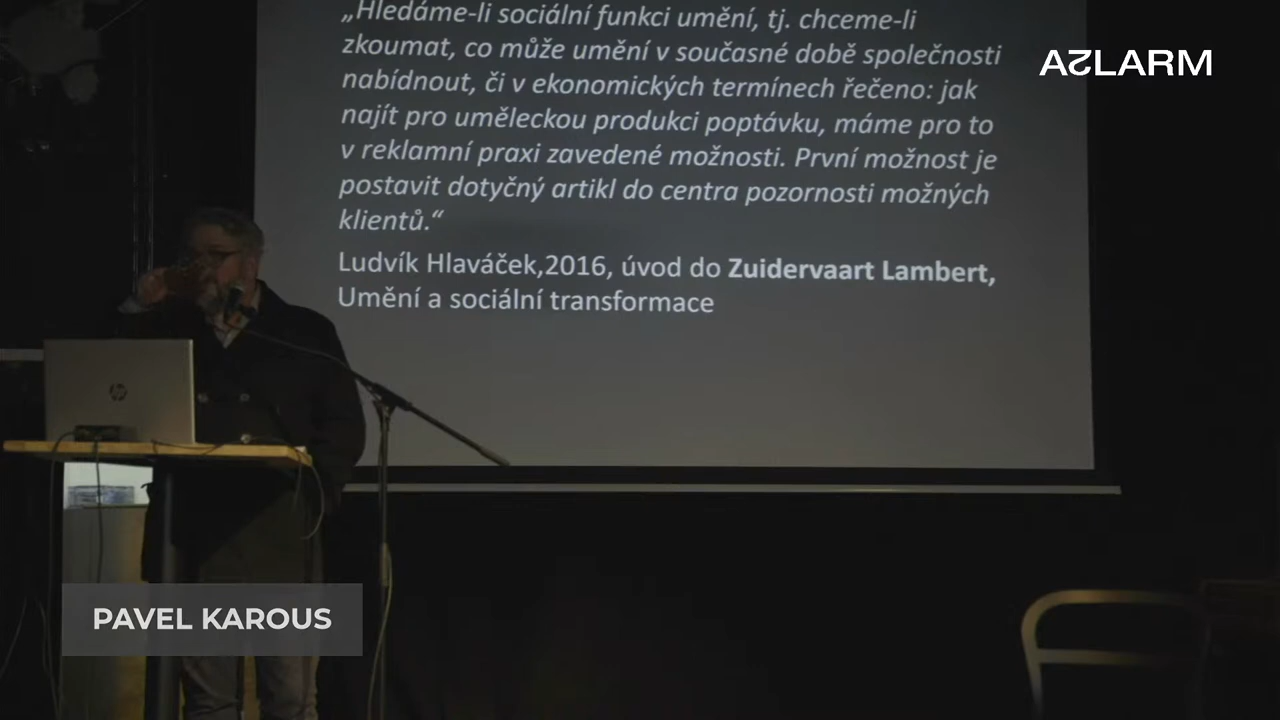 „Hledáme-li sociální funkci umění, tj. chceme-li
zkoumat, co může umění v současné době společnosti
nabídnout, či v ekonomických termínech řečeno: jak
najít pro uměleckou produkci poptávku, máme pro to
v reklamní praxi zavedené možnosti. První možnost je
postavit dotyčný artikl do centra pozornosti možných
klientů.“
Ludvík Hlaváček,2016, úvod do Zuidervaart Lambert,
Umění a sociální transformace
A2LARM
hp
PAVEL KAROUS